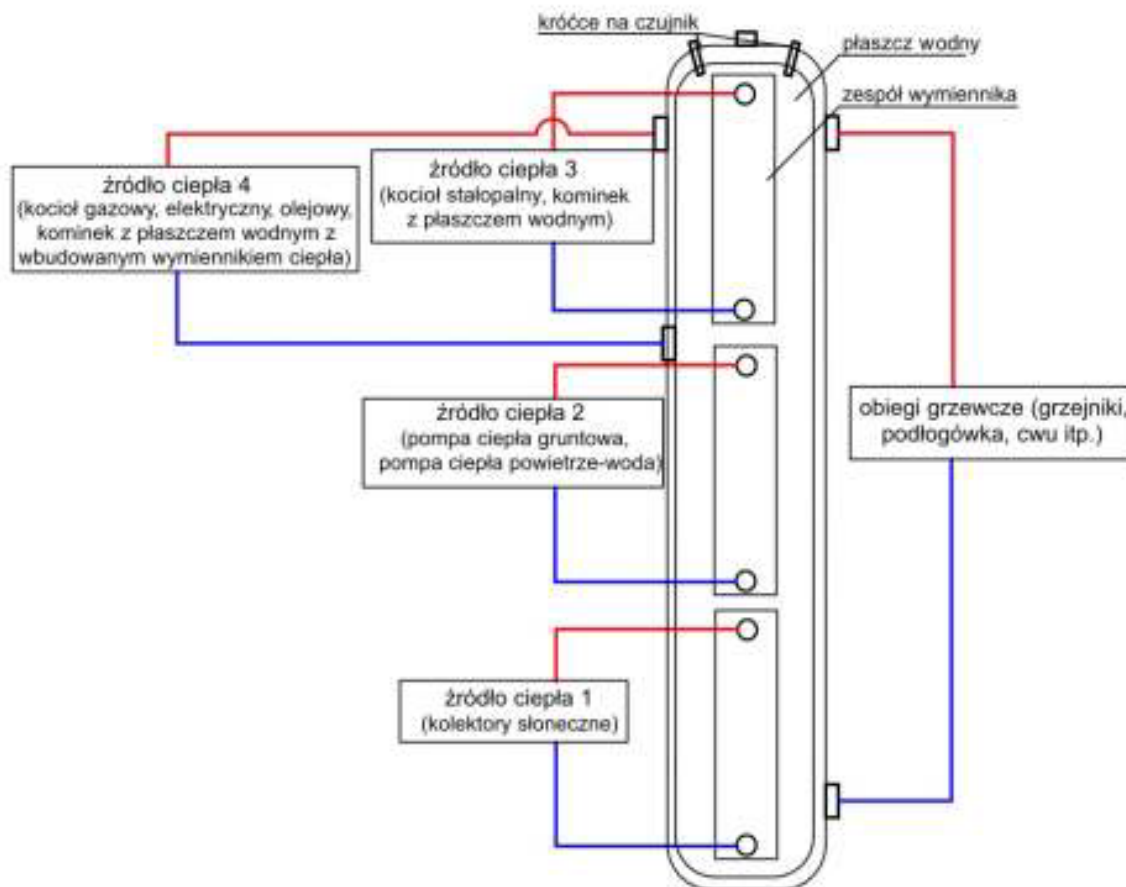 króćce na czujnik
płaszcz wodny
zespół wymiennika
źródło ciepła 4
(kocioł gazowy, elektryczny, olejowy,
kominek z płaszczem wodnym z
wbudowanym wymiennikiem ciepła)
źródło ciepła 3
(kocioł stałopalny, kominek
z płaszczem wodnym)
źródło ciepła 2
(pompa ciepła gruntowa,
pompa ciepła powietrze-woda)
obiegi grzewcze (grzejniki,
podłogówka, cwu itp.)
źródło ciepła 1
(kolektory słoneczne)